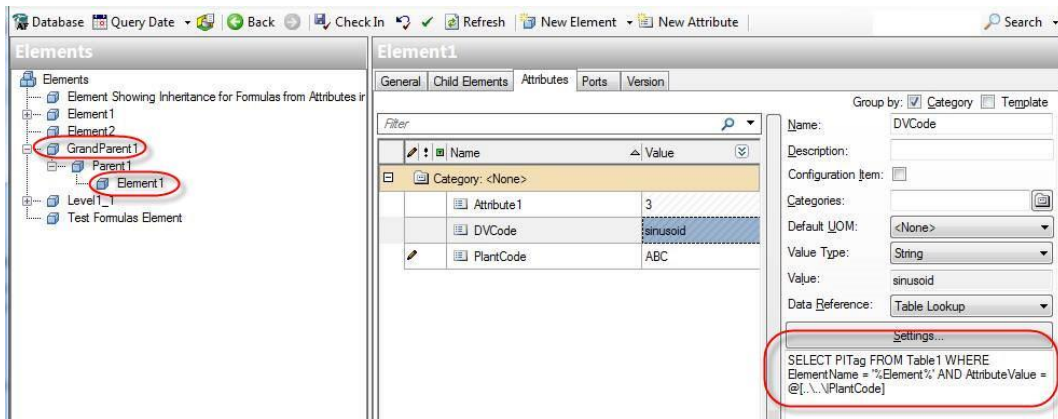 Database Query Date Back Check In Refresh New Element New Attribute Search
Elements
Elements
Element Showing Inheritance for Formulas from Attributes ir
Element1
Element2
GrandParent1
Parent1
Element1
Level1_1
Test Formulas Element
Element1
General Child Elements Attributes Ports Version
Group by: Category Template
Filter
Name Value
Category: <None>
Attribute1 3
DVCode sinusoid
PlantCode ABC
Name: DVCode
Description:
Configuration Item:
Categories:
Default UOM: <None>
Value Type: String
Value: sinusoid
Data Reference: Table Lookup
Settings...
SELECT PITag FROM Table1 WHERE
ElementName = '%Element%' AND AttributeValue =
@[..\..\|PlantCode]